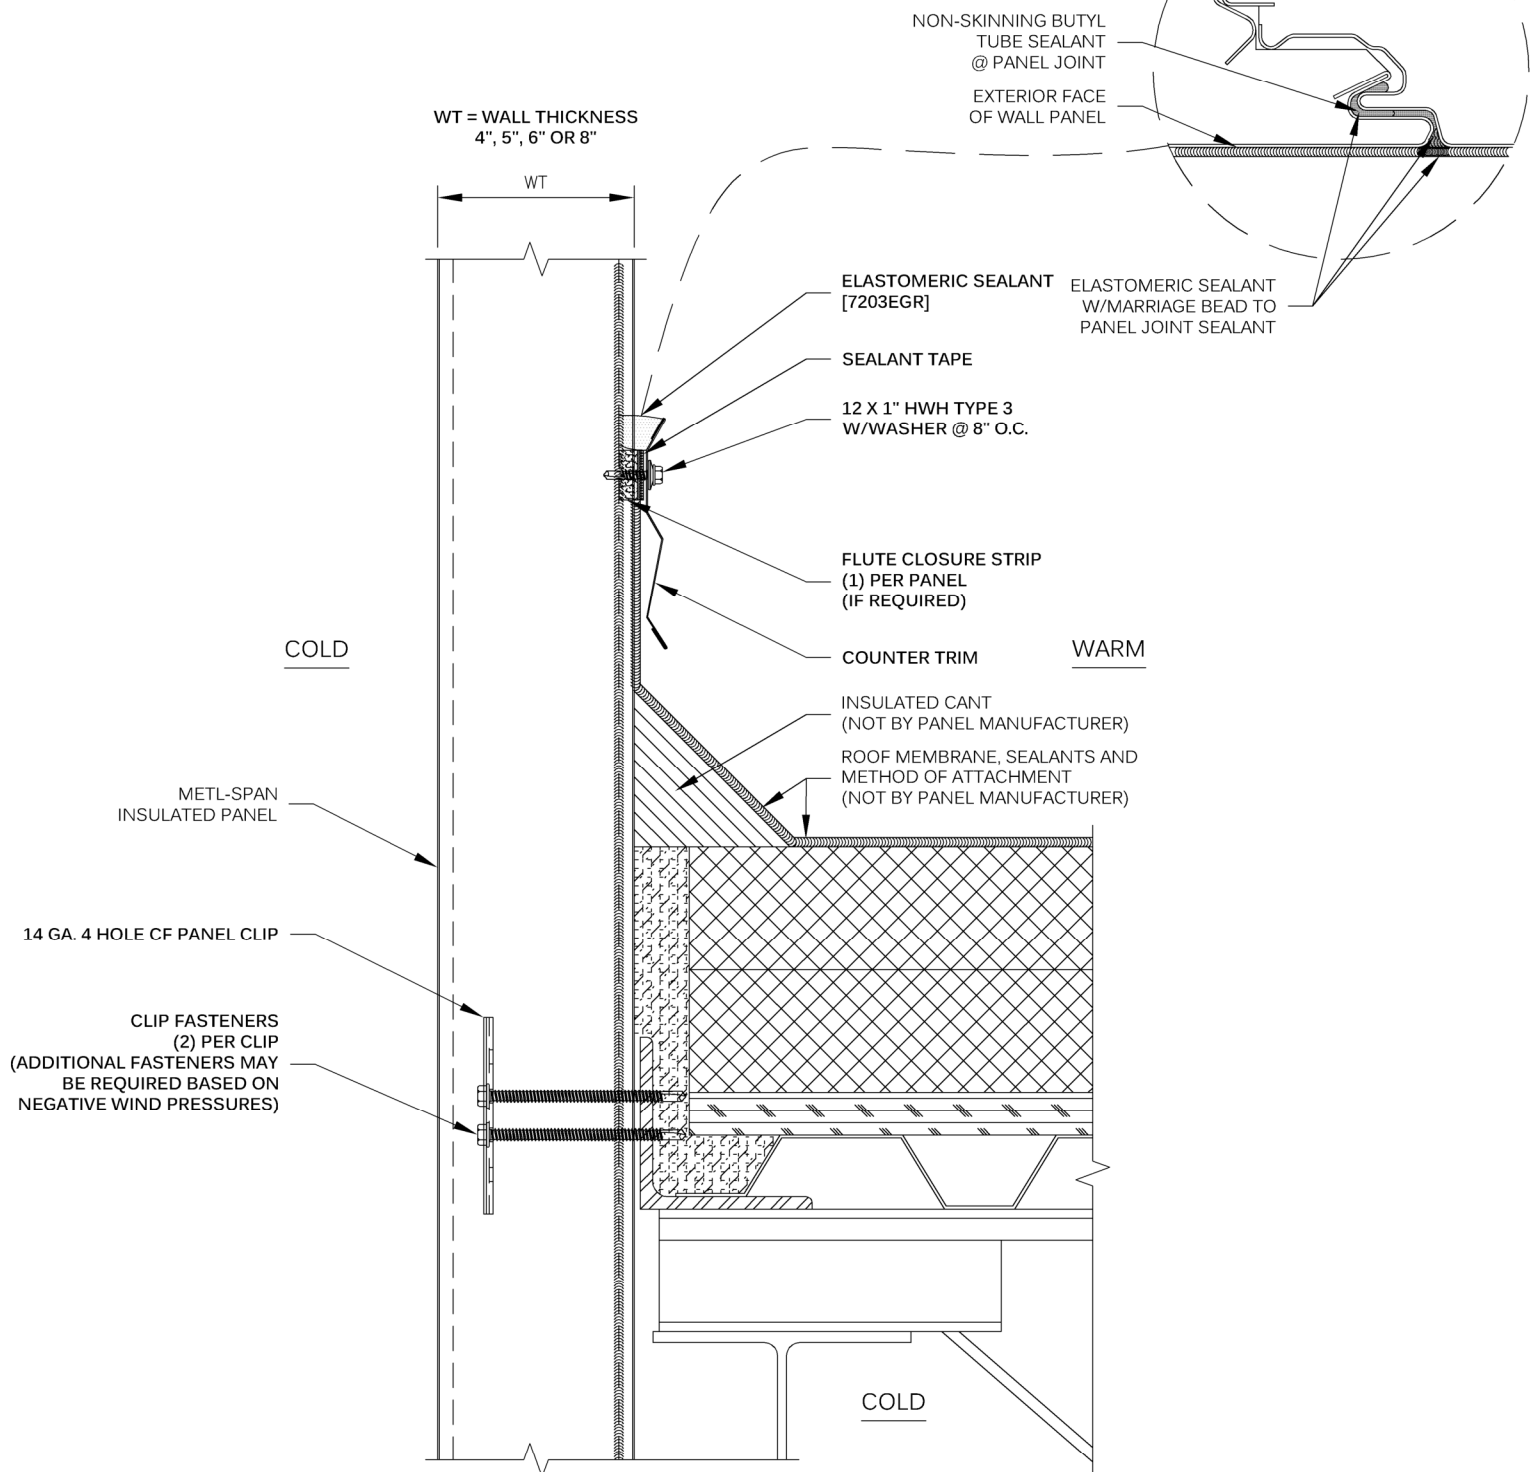 NON-SKINNING BUTYL
TUBE SEALANT
@ PANEL JOINT
EXTERIOR FACE
OF WALL PANEL
WT = WALL THICKNESS
4", 5", 6" OR 8"
WT
ELASTOMERIC SEALANT
[7203EGR]
ELASTOMERIC SEALANT
W/MARRIAGE BEAD TO
PANEL JOINT SEALANT
SEALANT TAPE
12 X 1" HWH TYPE 3
W/WASHER @ 8" O.C.
FLUTE CLOSURE STRIP
(1) PER PANEL
(IF REQUIRED)
COLD
COUNTER TRIM
WARM
INSULATED CANT
(NOT BY PANEL MANUFACTURER)
ROOF MEMBRANE, SEALANTS AND
METHOD OF ATTACHMENT
(NOT BY PANEL MANUFACTURER)
METL-SPAN
INSULATED PANEL
14 GA. 4 HOLE CF PANEL CLIP
CLIP FASTENERS
(2) PER CLIP
(ADDITIONAL FASTENERS MAY
BE REQUIRED BASED ON
NEGATIVE WIND PRESSURES)
COLD